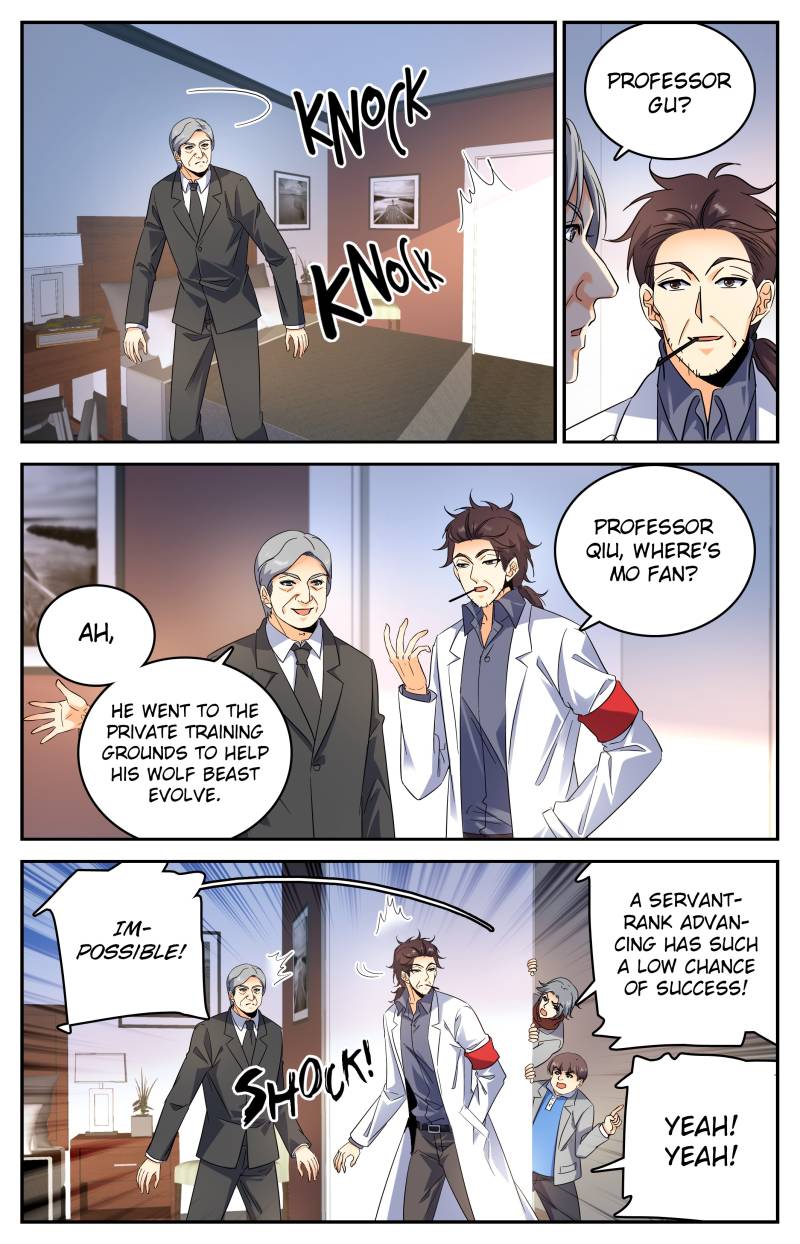 KNOCK
KNOCK
PROFESSOR
GU?
PROFESSOR
QIU, WHERE'S
MO FAN?
AH,
HE WENT TO THE
PRIVATE TRAINING
GROUNDS TO HELP
HIS WOLF BEAST
EVOLVE.
IM-
POSSIBLE!
A SERVANT-
RANK ADVAN-
CING HAS SUCH
A LOW CHANCE
OF SUCCESS!
SHOCK!
YEAH!
YEAH!